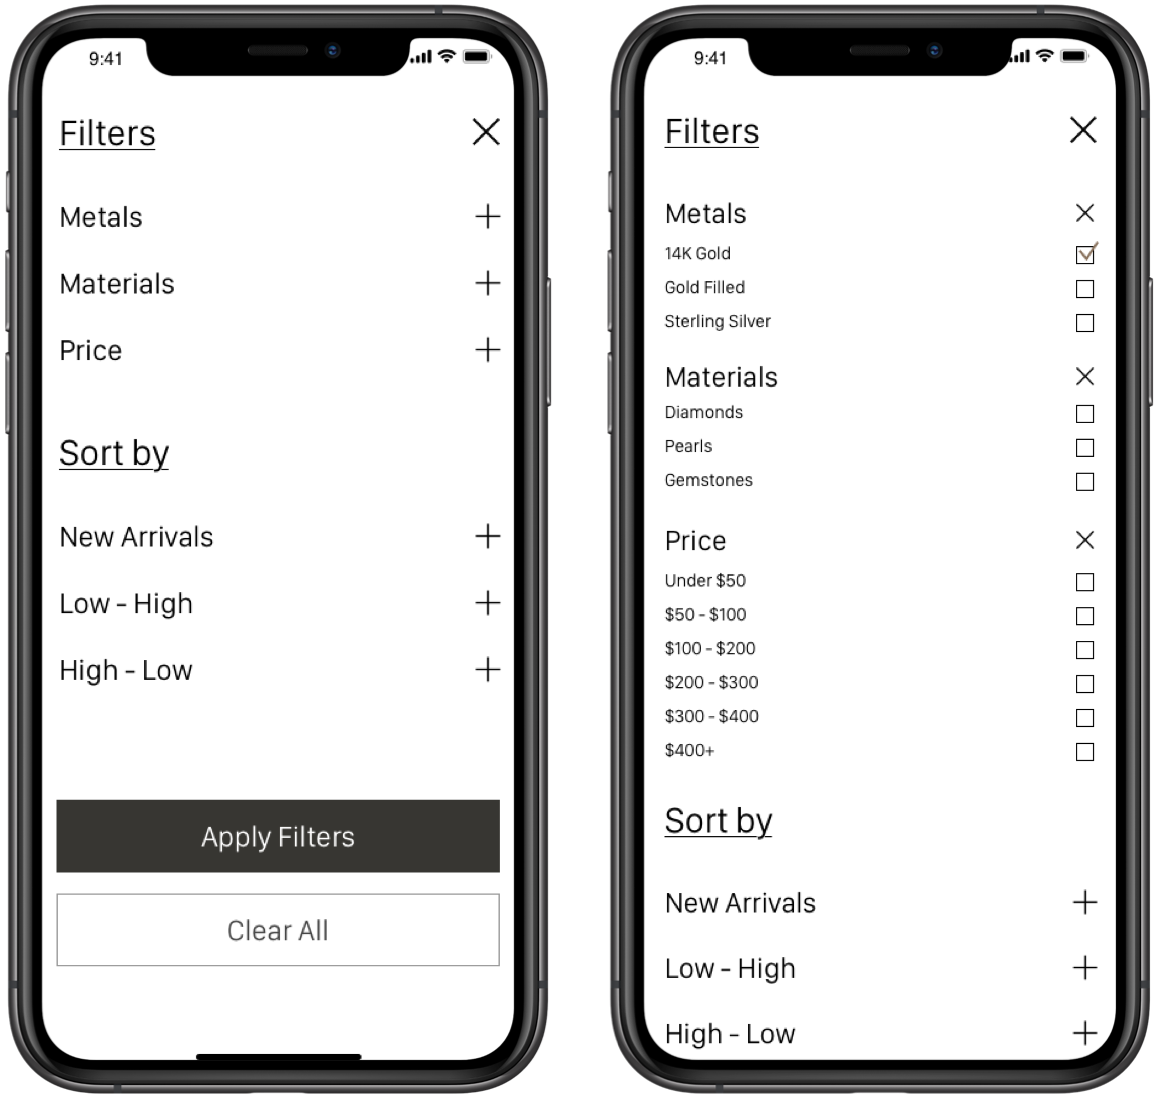 9:41
Filters
Metals
Materials
Price
Sort by
New Arrivals
Low - High
High - Low
Apply Filters
Clear All
9:41
Filters
Metals
14K Gold
Gold Filled
Sterling Silver
Materials
Diamonds
Pearls
Gemstones
Price
Under $50
$50 - $100
$100 - $200
$200 - $300
$300 - $400
$400+
Sort by
New Arrivals
Low - High
High - Low